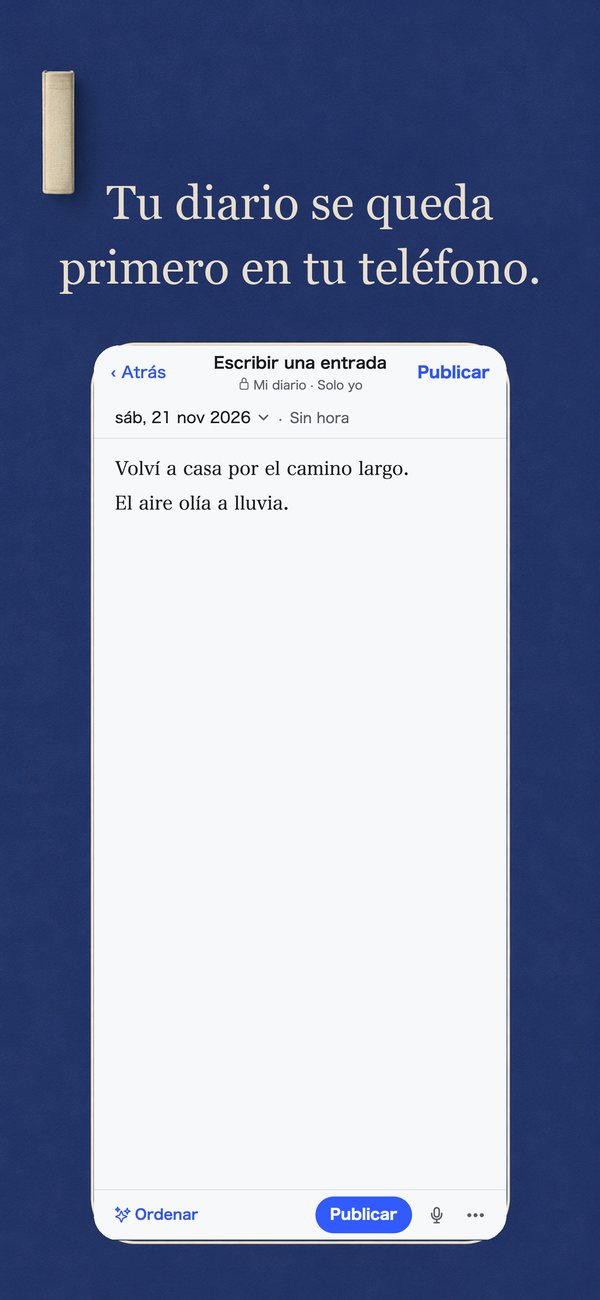 Tu diario se queda
primero en tu teléfono.
‹ Atrás
Escribir una entrada
Mi diario · Solo yo
Publicar
sáb, 21 nov 2026 · Sin hora
Volví a casa por el camino largo.
El aire olía a lluvia.
Ordenar
Publicar